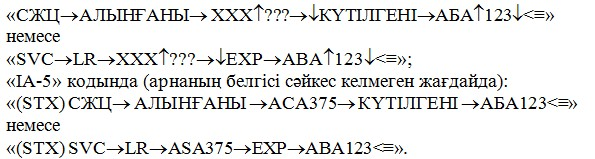 «СЖЦ→АЛЫНҒАНЫ→ XXX↑???→↓КҮТІЛГЕНІ→АБА↑123↓<≡»
немесе
«SVC→LR→XXX↑???→↓EXP→ABA↑123↓<≡»;
«IA-5» кодында (арнаның белгісі сәйкес келмеген жағдайда):
«(STX) СЖЦ→ АЛЫНҒАНЫ→АСА375→КҮТІЛГЕНІ→АБА123<≡»
немесе
«(STX) SVC→LR→ASA375→EXP→ABA123<≡».